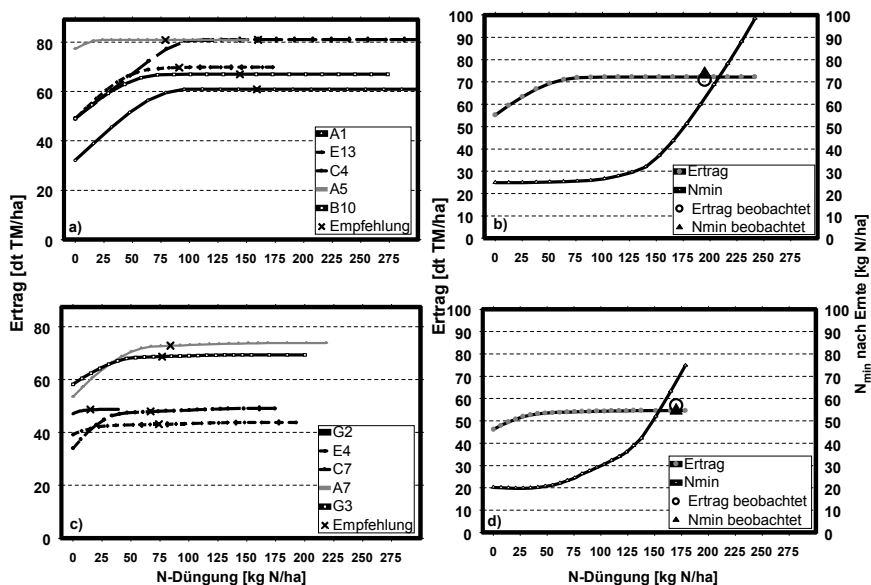 Ertrag [dt TM/ha]
80
60
40
20
0
a)
A1
E13
C4
A5
B10
Empfehlung
0 25 50 75 100 125 150 175 200 225 250 275
Ertrag [dt TM/ha]
100
90
80
70
60
50
40
30
20
10
0
b)
Ertrag
Nmin
Ertrag beobachtet
Nmin beobachtet
0 25 50 75 100 125 150 175 200 225 250 275
100
90
80
70
60
50
40
30
20
10
0
Nmin nach Ernte [kg N/ha]
80
60
40
20
0
c)
G2
E4
C7
A7
G3
Empfehlung
0 25 50 75 100 125 150 175 200 225 250 275
N-Düngung [kg N/ha]
100
90
80
70
60
50
40
30
20
10
0
d)
Ertrag
Nmin
Ertrag beobachtet
Nmin beobachtet
0 25 50 75 100 125 150 175 200 225 250 275
N-Düngung [kg N/ha]
100
90
80
70
60
50
40
30
20
10
0